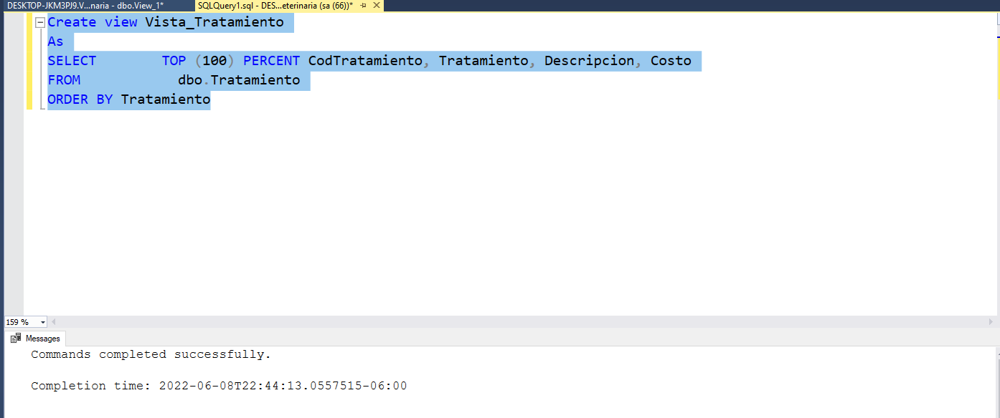 DESKTOP-JKM3PJ9.V...naria - dbo.View_1* SQLQuery1.sql - DES...eterinaria (sa (66))*
Create view Vista_Tratamiento
As
SELECT TOP (100) PERCENT CodTratamiento, Tratamiento, Descripcion, Costo
FROM dbo.Tratamiento
ORDER BY Tratamiento
159 %
Messages
Commands completed successfully.
Completion time: 2022-06-08T22:44:13.0557515-06:00